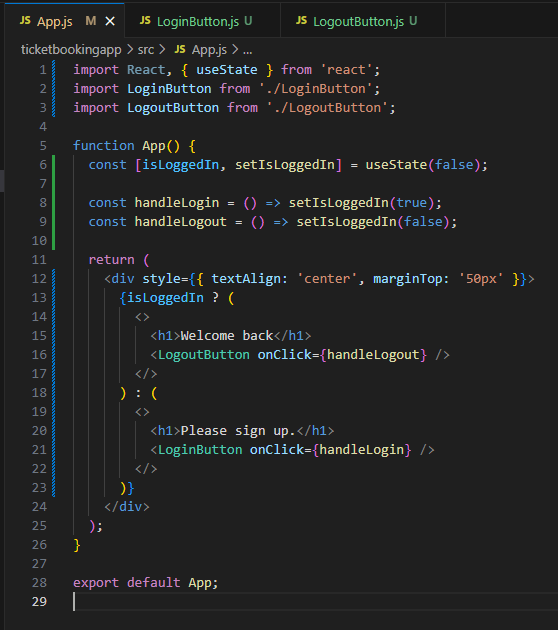 JS App.js M × JS LoginButton.js U JS LogoutButton.js U
ticketbookingapp > src > JS App.js > ...
1 import React, { useState } from 'react';
2 import LoginButton from './LoginButton';
3 import LogoutButton from './LogoutButton';
4
5 function App() {
6   const [isLoggedIn, setIsLoggedIn] = useState(false);
7
8   const handleLogin = () => setIsLoggedIn(true);
9   const handleLogout = () => setIsLoggedIn(false);
10
11   return (
12     <div style={{ textAlign: 'center', marginTop: '50px' }}>
13       {isLoggedIn ? (
14         <>
15           <h1>Welcome back</h1>
16           <LogoutButton onClick={handleLogout} />
17         </>
18       ) : (
19         <>
20           <h1>Please sign up.</h1>
21           <LoginButton onClick={handleLogin} />
22         </>
23       )}
24     </div>
25   );
26 }
27
28 export default App;
29